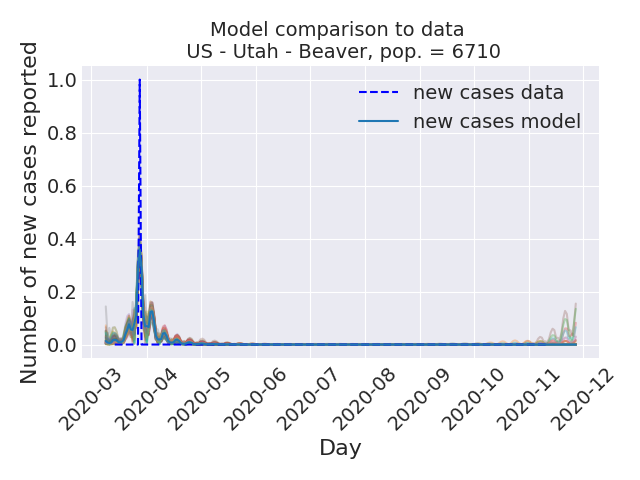 Model comparison to data
US - Utah - Beaver, pop. = 6710
new cases data
new cases model
Number of new cases reported
1.0
0.8
0.6
0.4
0.2
0.0
2020-03
2020-04
2020-05
2020-06
2020-07
2020-08
2020-09
2020-10
2020-11
2020-12
Day